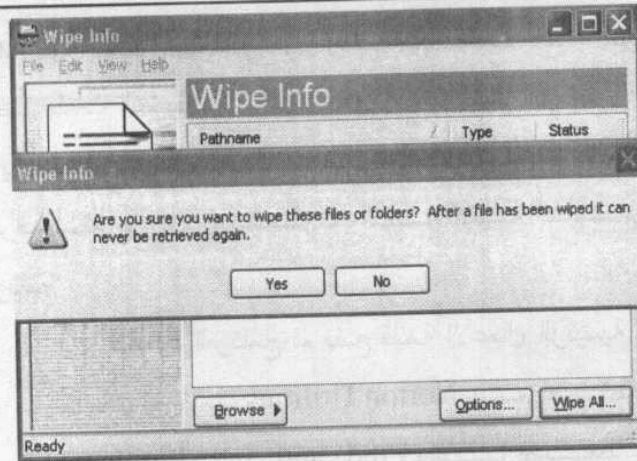 Wipe Info
File Edit View Help
Wipe Info
Pathname / Type Status
Wipe Info
Are you sure you want to wipe these files or folders? After a file has been wiped it can
never be retrieved again.
Yes No
Browse Options... Wipe All...
Ready